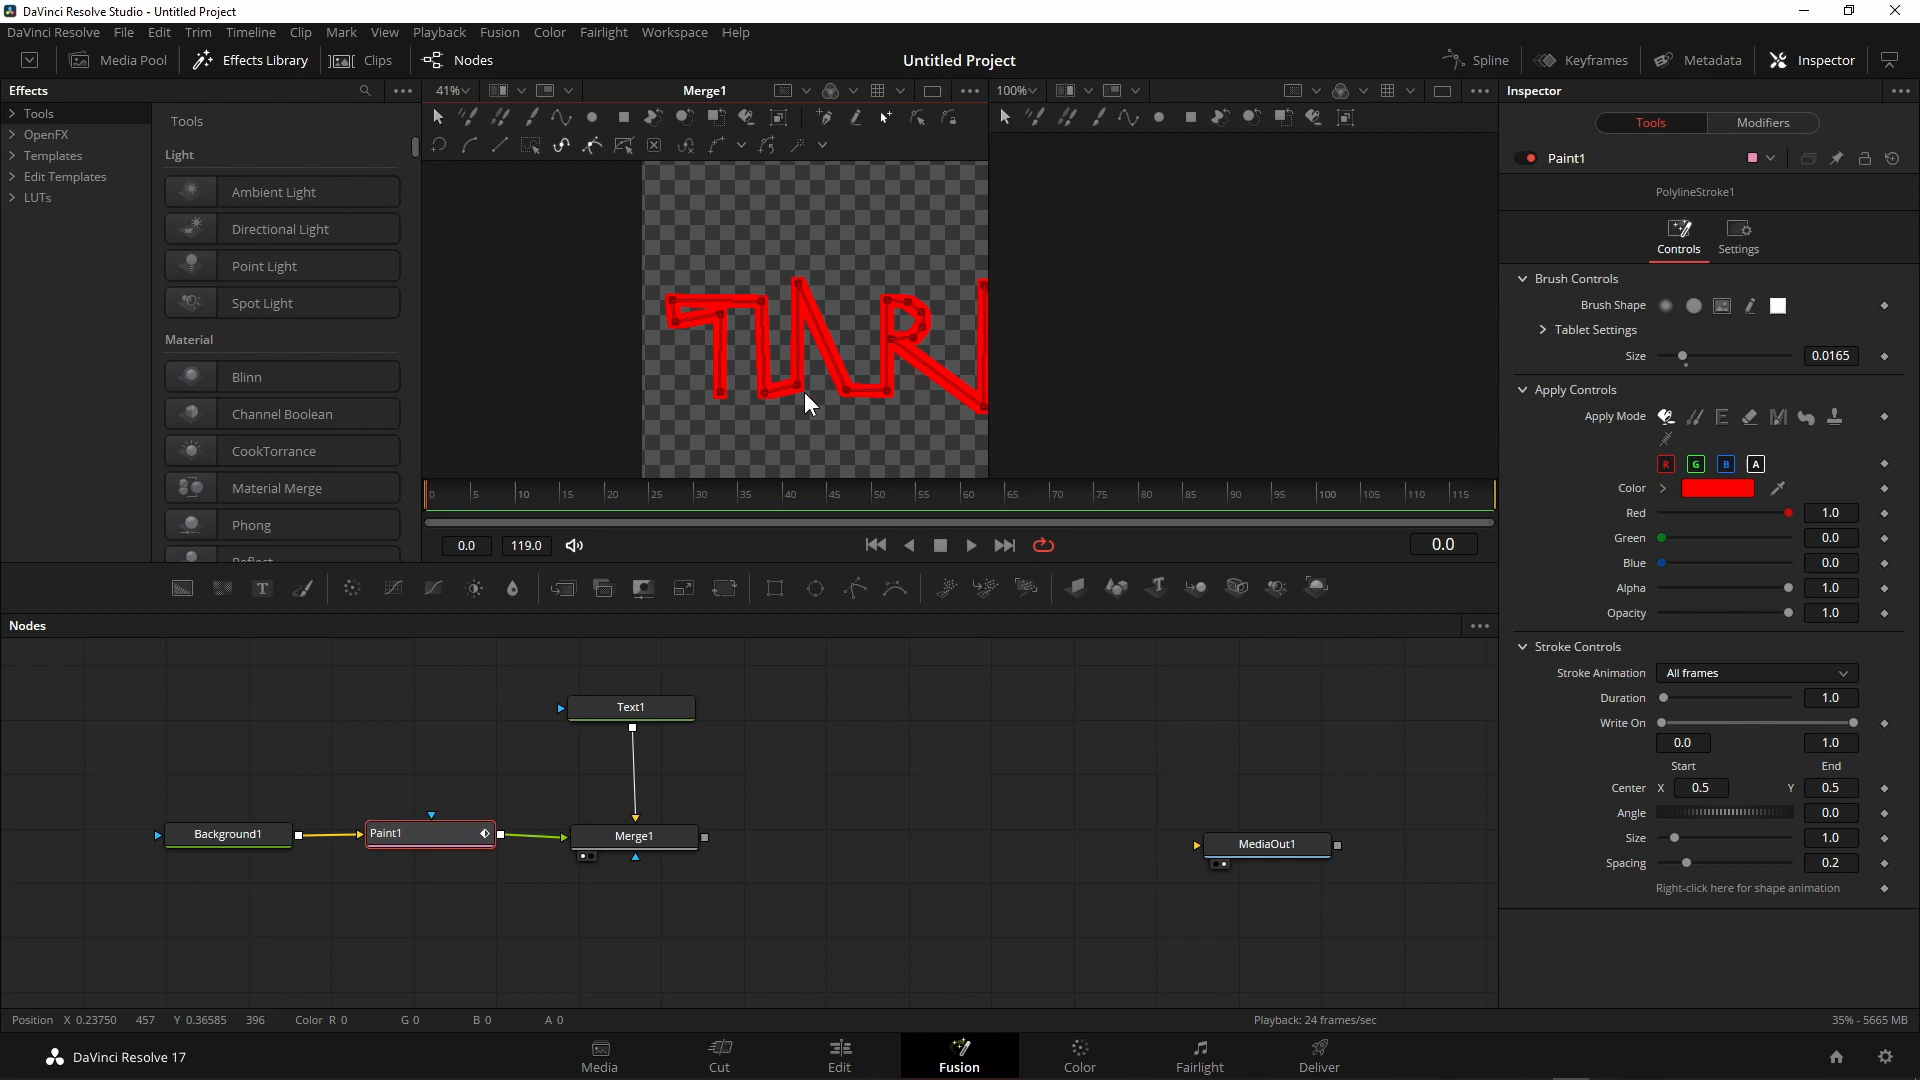 DaVinci Resolve Studio - Untitled Project
DaVinci Resolve File Edit Trim Timeline Clip Mark View Playback Fusion Color Fairlight Workspace Help
Media Pool Effects Library Clips Nodes Untitled Project Spline Keyframes Metadata Inspector
Effects 41% Merge1 100% Inspector
Tools
OpenFX
Templates
Edit Templates
LUTs
Tools
Light
Ambient Light
Directional Light
Point Light
Spot Light
Material
Blinn
Channel Boolean
CookTorrance
Material Merge
Phong
Reflect
0 5 10 15 20 25 30 35 40 45 50 55 60 65 70 75 80 85 90 95 100 105 110 115
0.0 119.0 0.0
Tools Modifiers
Paint1
PolylineStroke1
Controls Settings
Brush Controls
Brush Shape
Tablet Settings
Size 0.0165
Apply Controls
Apply Mode
R G B A
Color
Red 1.0
Green 0.0
Blue 0.0
Alpha 1.0
Opacity 1.0
Stroke Controls
Stroke Animation All frames
Duration 1.0
Write On
0.0 1.0
Start End
Center X 0.5 Y 0.5
Angle 0.0
Size 1.0
Spacing 0.2
Right-click here for shape animation
Nodes
Text1
Background1 Paint1 Merge1 MediaOut1
Position X 0.23750 457 Y 0.36585 396 Color R 0 G 0 B 0 A 0 Playback: 24 frames/sec 35% - 5665 MB
DaVinci Resolve 17 Media Cut Edit Fusion Color Fairlight Deliver